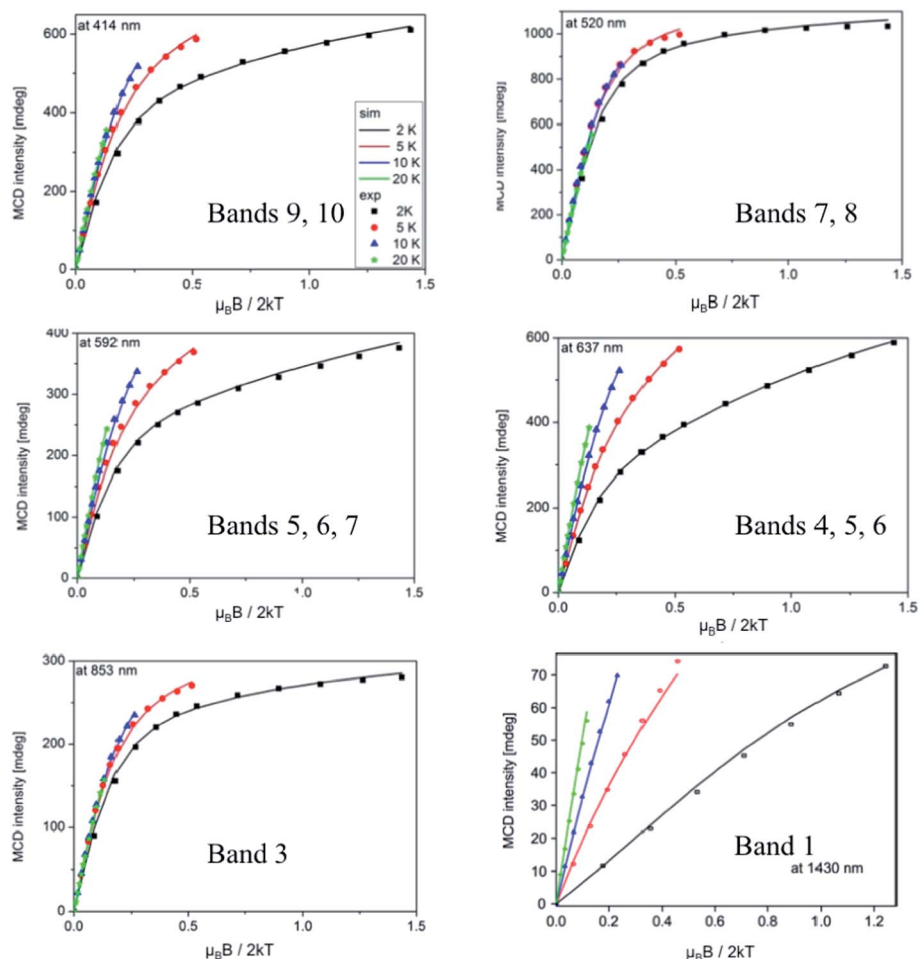 at 414 nm
600
400
200
0
0.0 0.5 1.0 1.5
MCD intensity [mdeg]
μBB / 2kT
sim
2 K
5 K
10 K
20 K
exp
2K
5 K
10 K
20 K
Bands 9, 10
at 520 nm
1000
800
600
400
200
0
0.0 0.5 1.0 1.5
MCD intensity [mdeg]
μBB / 2kT
Bands 7, 8
at 592 nm
400
300
200
100
0
0.0 0.5 1.0 1.5
MCD intensity [mdeg]
μBB / 2kT
Bands 5, 6, 7
at 637 nm
600
400
200
0
0.0 0.5 1.0 1.5
MCD intensity [mdeg]
μBB / 2kT
Bands 4, 5, 6
at 853 nm
300
200
100
0
0.0 0.5 1.0 1.5
MCD intensity [mdeg]
μBB / 2kT
Band 3
70
60
50
40
30
20
10
0
0.0 0.2 0.4 0.6 0.8 1.0 1.2
MCD intensity [mdeg]
μBB / 2kT
Band 1
at 1430 nm